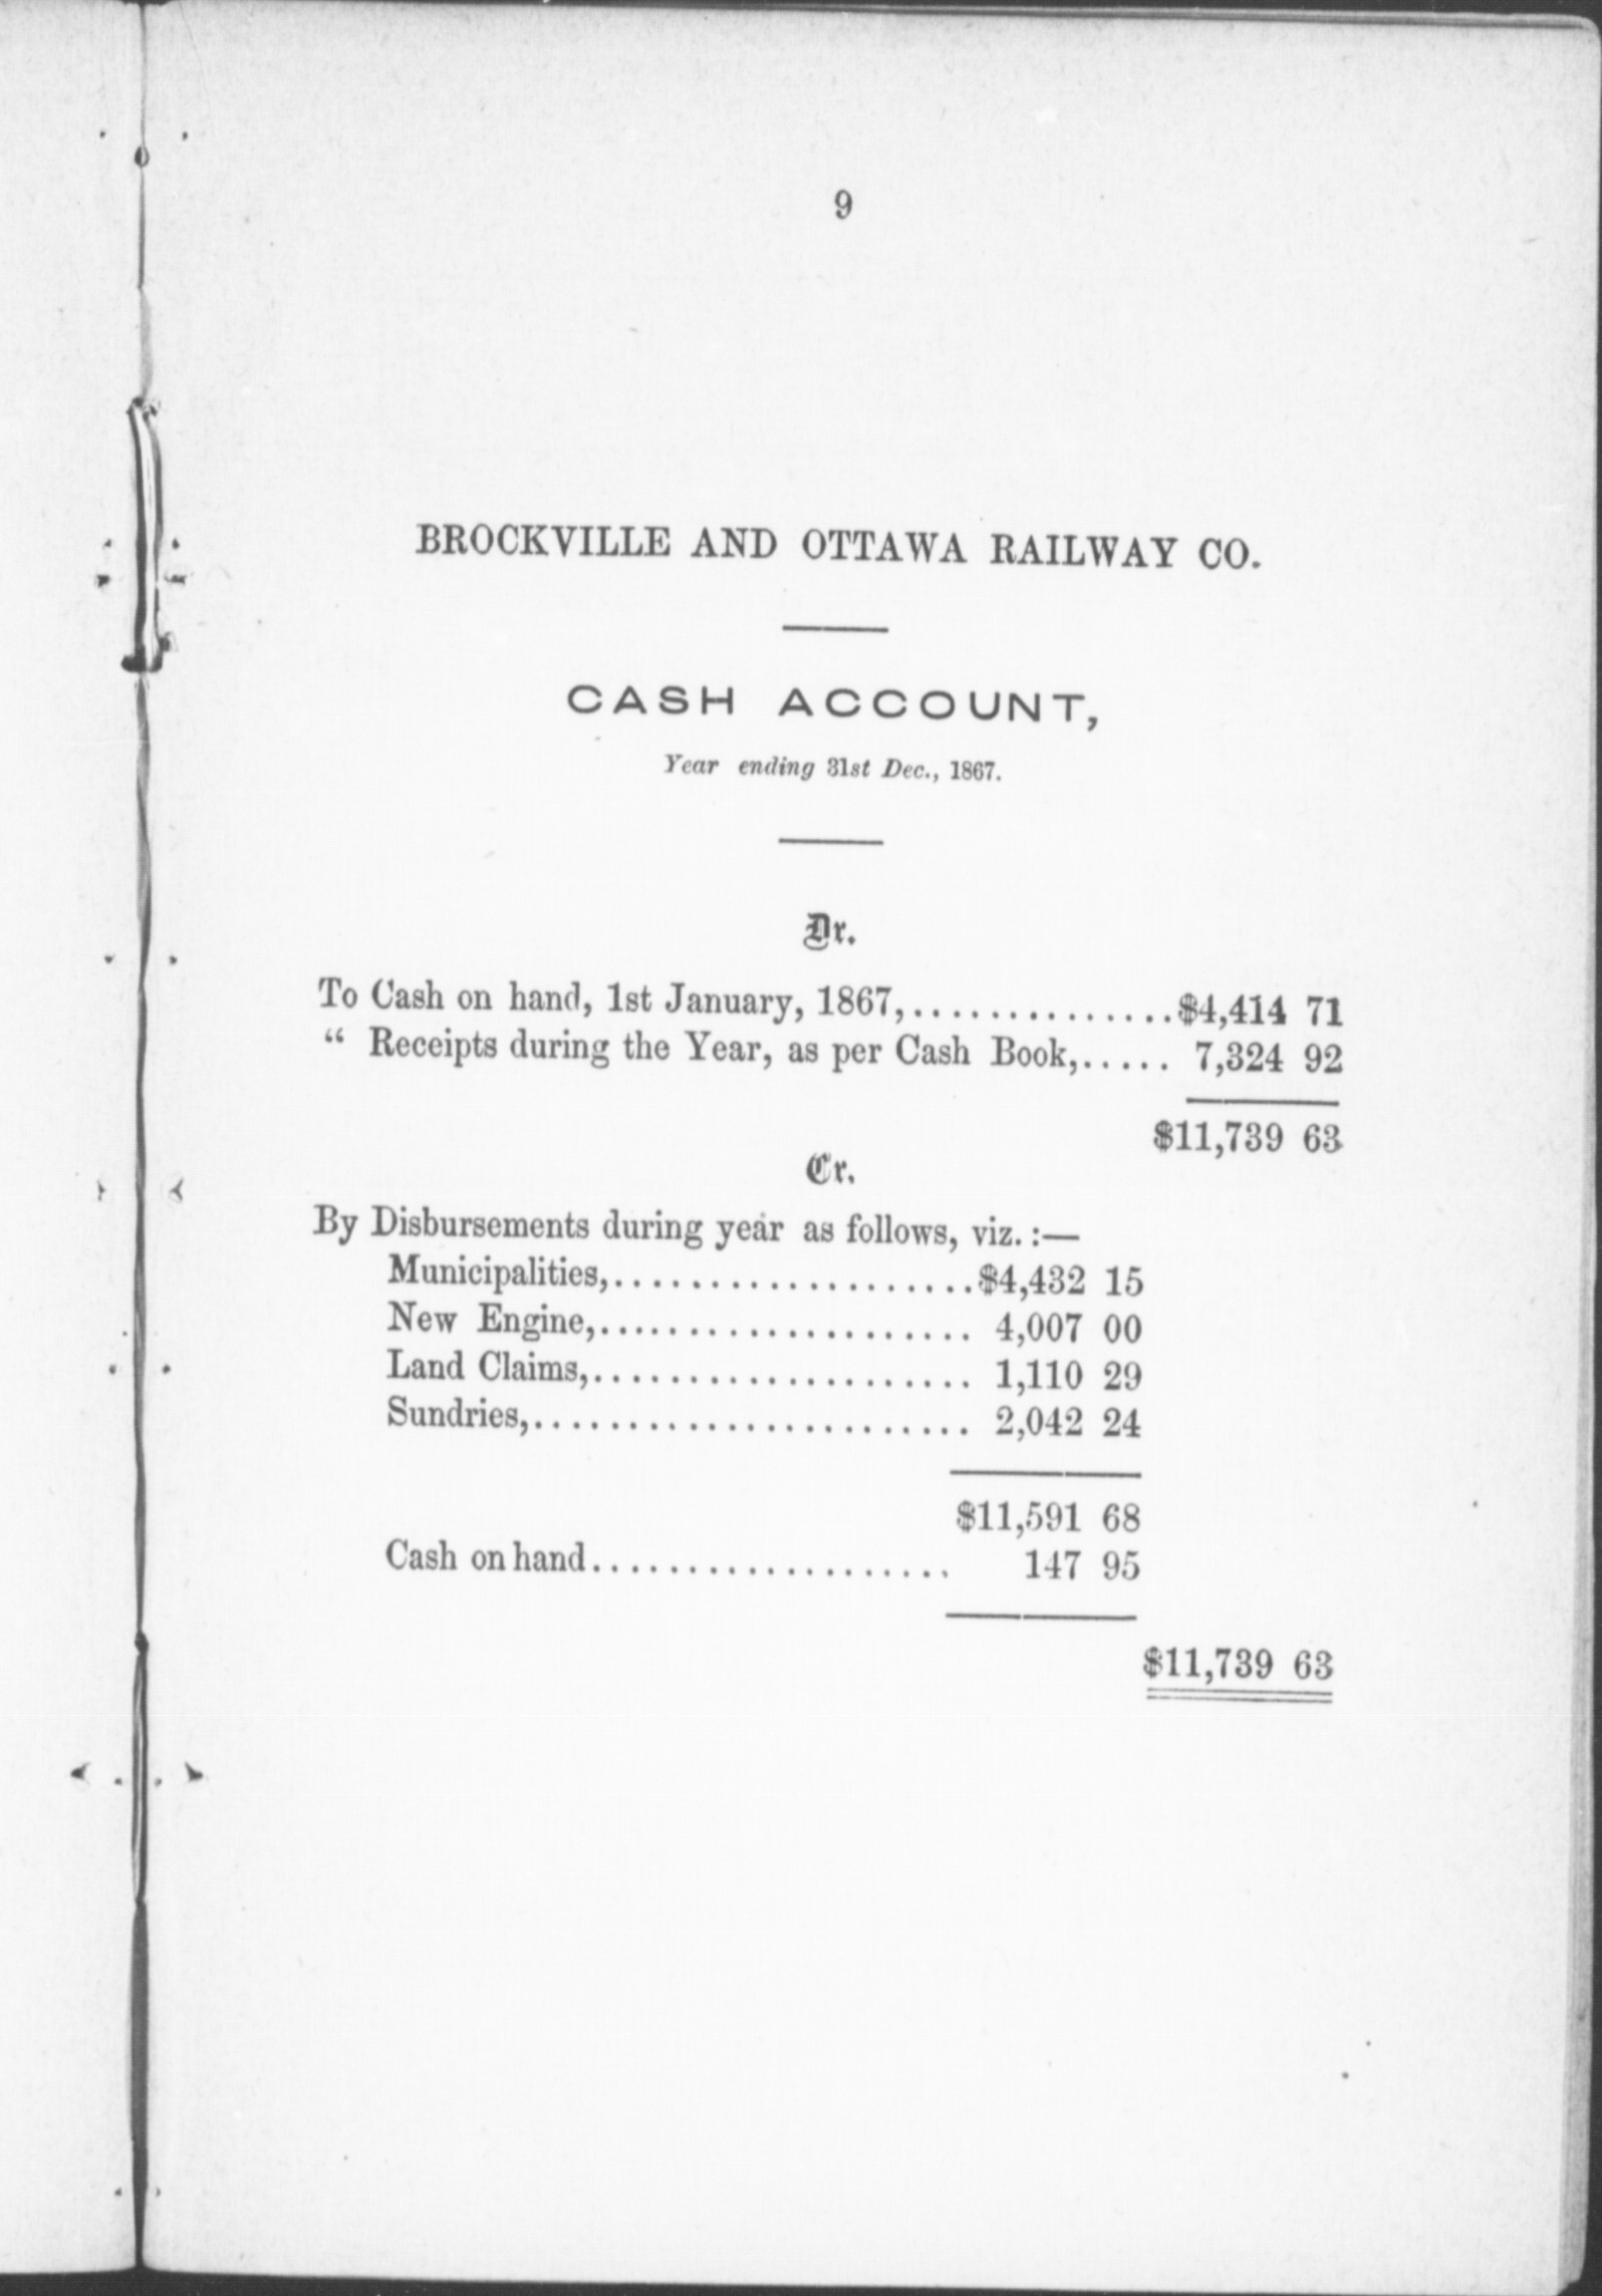 9
BROCKVILLE AND OTTAWA RAILWAY CO.
CASH ACCOUNT,
Year ending 31st Dec., 1867.
Dr.
To Cash on hand, 1st January, 1867,..............$4,414 71
“ Receipts during the Year, as per Cash Book,..... 7,324 92
$11,739 63
Cr.
By Disbursements during year as follows, viz. :—
Municipalities,...................$4,432 15
New Engine,.................... 4,007 00
Land Claims,.................... 1,110 29
Sundries,....................... 2,042 24
$11,591 68
Cash on hand................... 147 95
$11,739 63